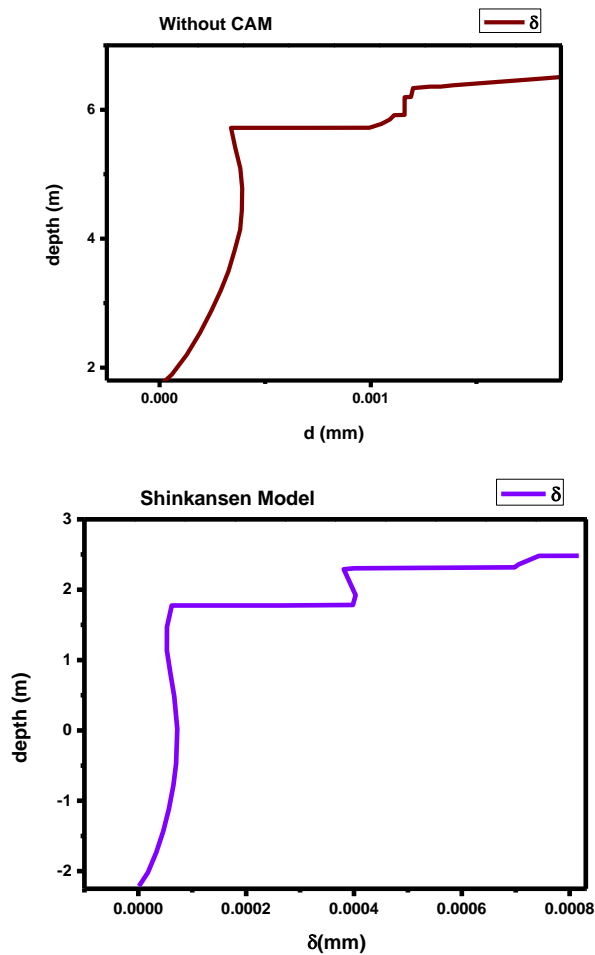 Without CAM
δ
6
4
2
depth (m)
0.000
0.001
d (mm)
Shinkansen Model
δ
3
2
1
0
-1
-2
depth (m)
0.0000
0.0002
0.0004
0.0006
0.0008
δ(mm)